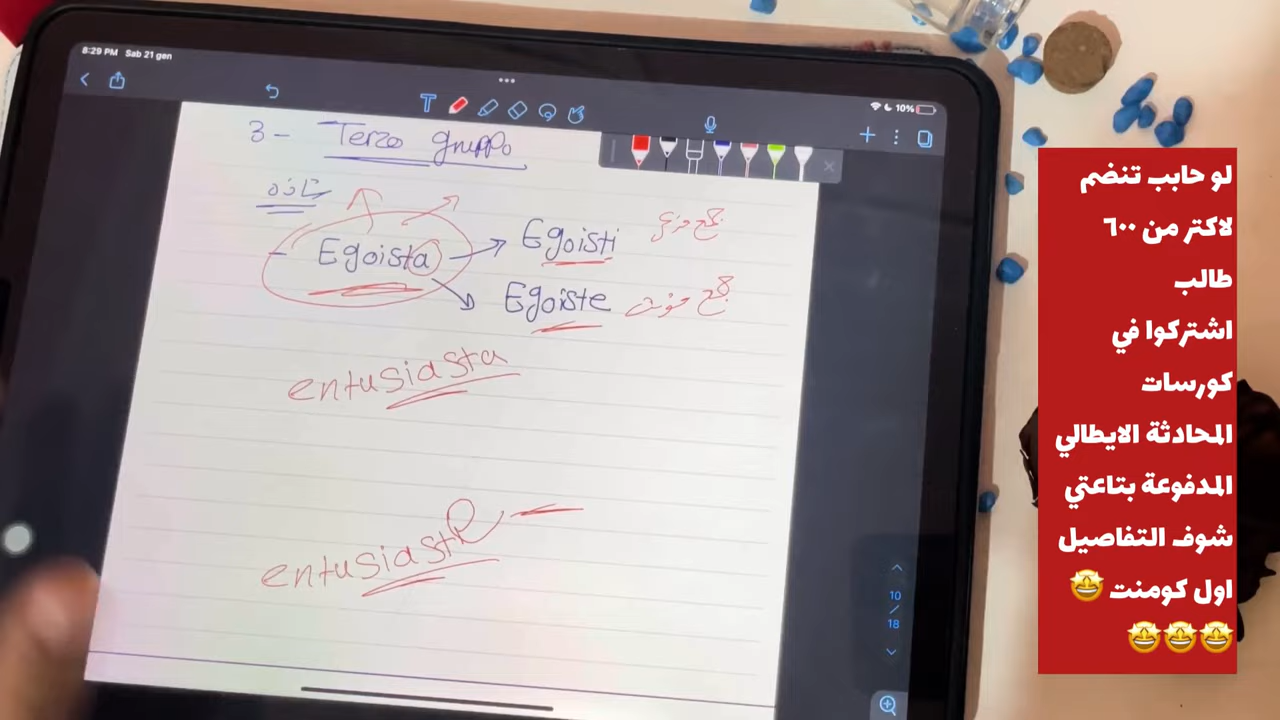 8:29 PM Sab 21 gen
10%
3- Terzo gruppo
شاذه
- Egoista
Egoisti
جمع مذكر
Egoiste
جمع مؤنث
entusiasta
entusiaste
10
/
18
لو حابب تنضم
لاكتر من ٦٠٠
طالب
اشتركوا في
كورسات
المحادثة الايطالي
المدفوعة بتاعتي
شوف التفاصيل
اول كومنت 🤩
🤩🤩🤩